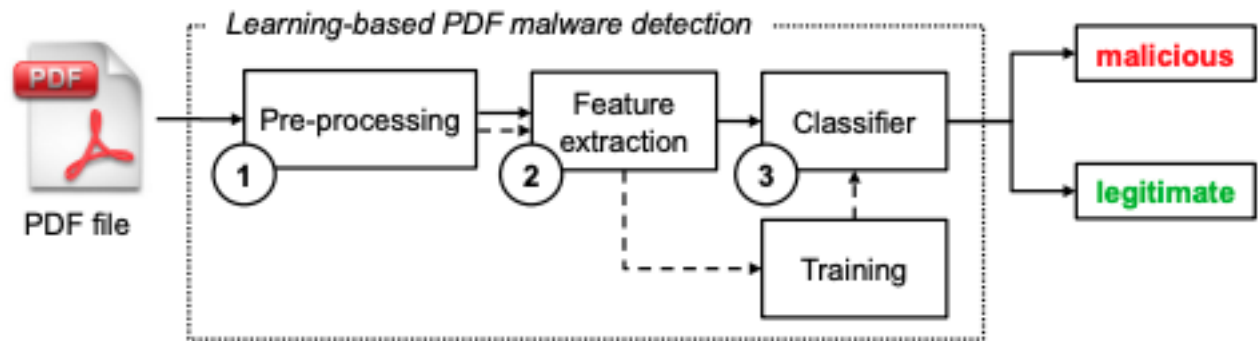 Learning-based PDF malware detection
PDF
PDF file
Pre-processing
1
Feature
extraction
2
Classifier
3
Training
malicious
legitimate